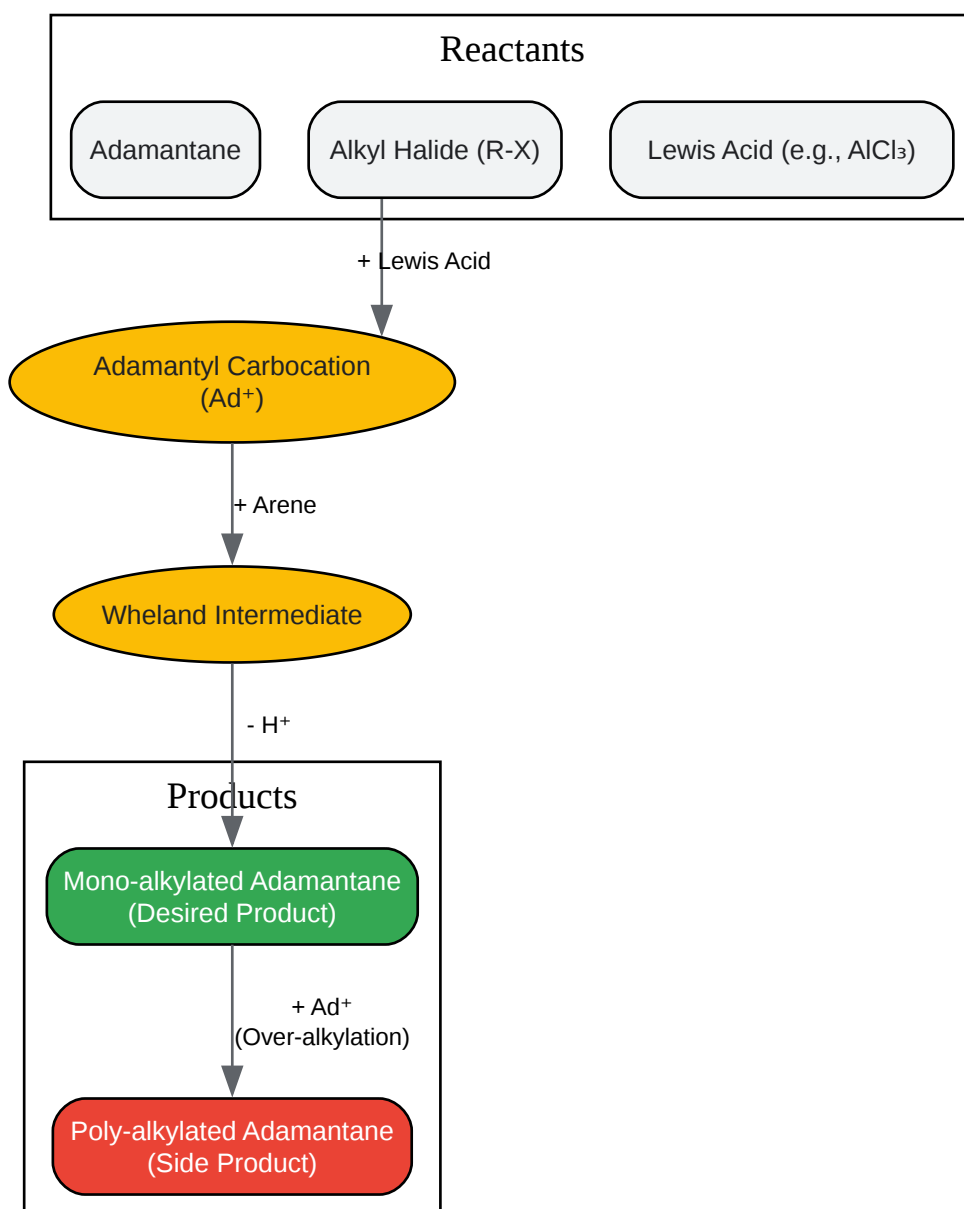 Reactants
Adamantane
Alkyl Halide (R-X)
Lewis Acid (e.g., AlCl₃)
+ Lewis Acid
Adamantyl Carbocation
(Ad⁺)
+ Arene
Wheland Intermediate
- H⁺
Products
Mono-alkylated Adamantane
(Desired Product)
+ Ad⁺
(Over-alkylation)
Poly-alkylated Adamantane
(Side Product)